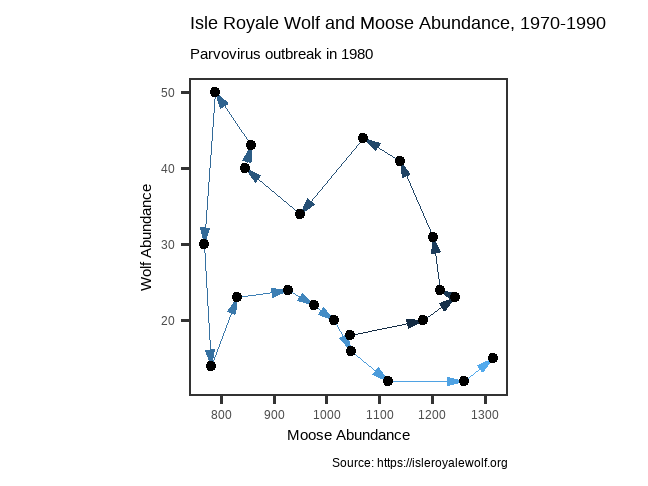 Isle Royale Wolf and Moose Abundance, 1970-1990
Parvovirus outbreak in 1980
50
40
30
20
Wolf Abundance
800 900 1000 1100 1200 1300
Moose Abundance
Source: https://isleroyalewolf.org